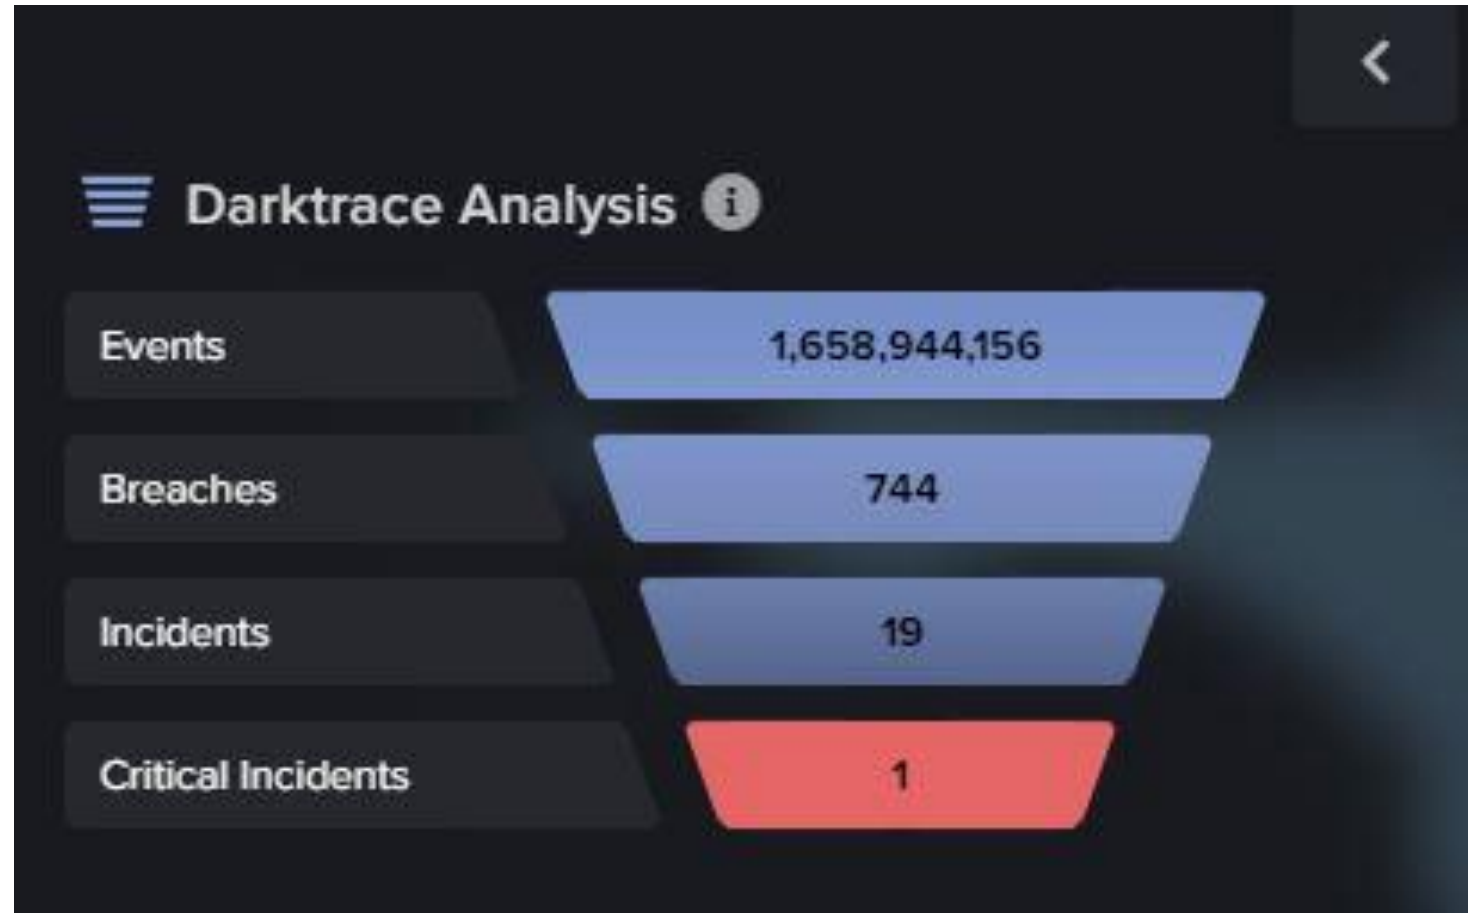 Darktrace Analysis i
Events 1,658,944,156
Breaches 744
Incidents 19
Critical Incidents 1